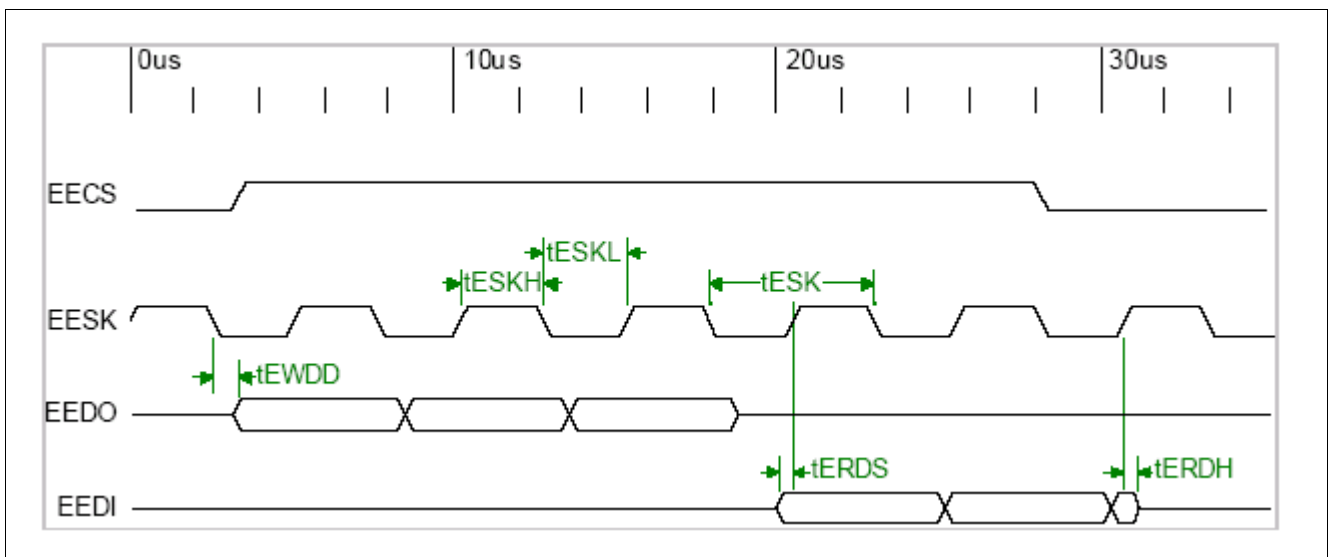 0us 10us 20us 30us
EECS
tESKL
tESKH tESK
EESK
tEWDD
EEDO
tERDS tERDH
EEDI